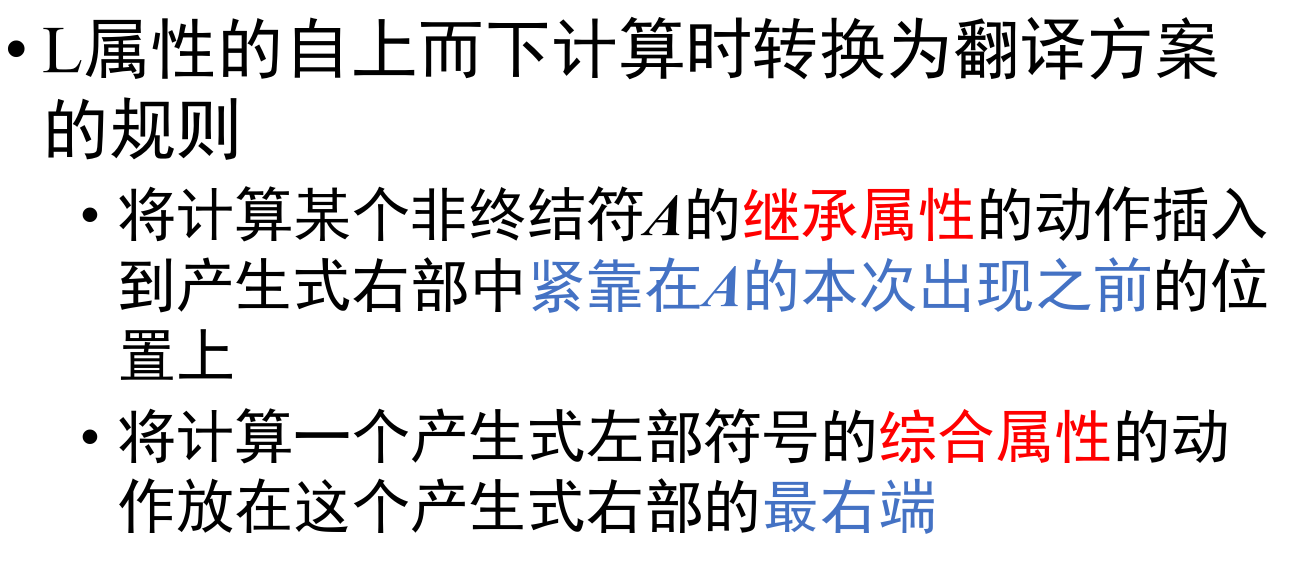 • L属性的自上而下计算时转换为翻译方案
的规则
• 将计算某个非终结符A的继承属性的动作插入
到产生式右部中紧靠在A的本次出现之前的位
置上
• 将计算一个产生式左部符号的综合属性的动
作放在这个产生式右部的最右端